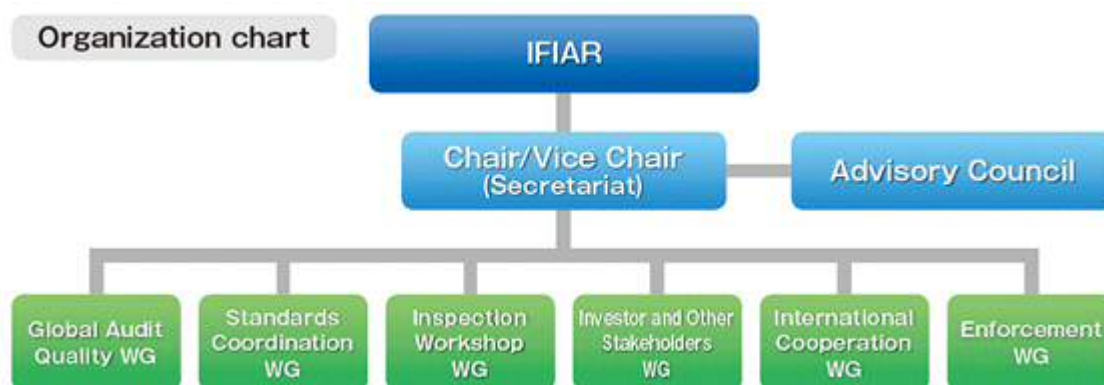 Organization chart
IFIAR
Chair/Vice Chair
(Secretariat)
Advisory Council
Global Audit
Quality WG
Standards
Coordination
WG
Inspection
Workshop
WG
Investor and Other
Stakeholders
WG
International
Cooperation
WG
Enforcement
WG